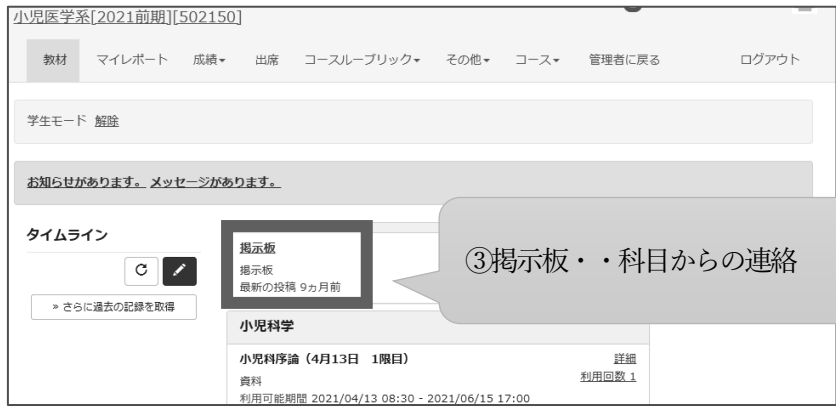 小児医学系[2021前期][502150]
教材 マイレポート 成績▾ 出席 コースルーブリック▾ その他▾ コース▾ 管理者に戻る ログアウト
学生モード 解除
お知らせがあります。 メッセージがあります。
タイムライン
» さらに過去の記録を取得
掲示板
掲示板
最新の投稿 9ヵ月前
③掲示板・・科目からの連絡
小児科学
小児科序論（4月13日　1限目） 詳細
資料 利用回数 1
利用可能期間 2021/04/13 08:30 - 2021/06/15 17:00